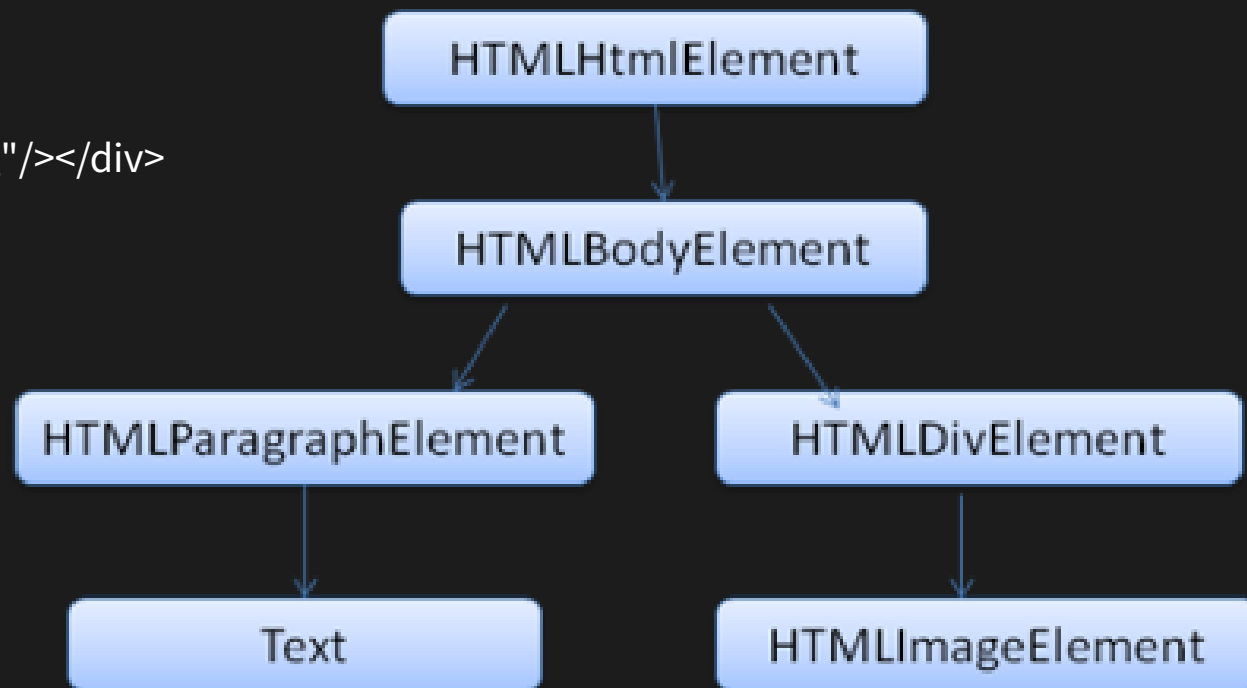 HTMLHtmlElement
"/></div>
HTMLBodyElement
HTMLParagraphElement
HTMLDivElement
Text
HTMLImageElement